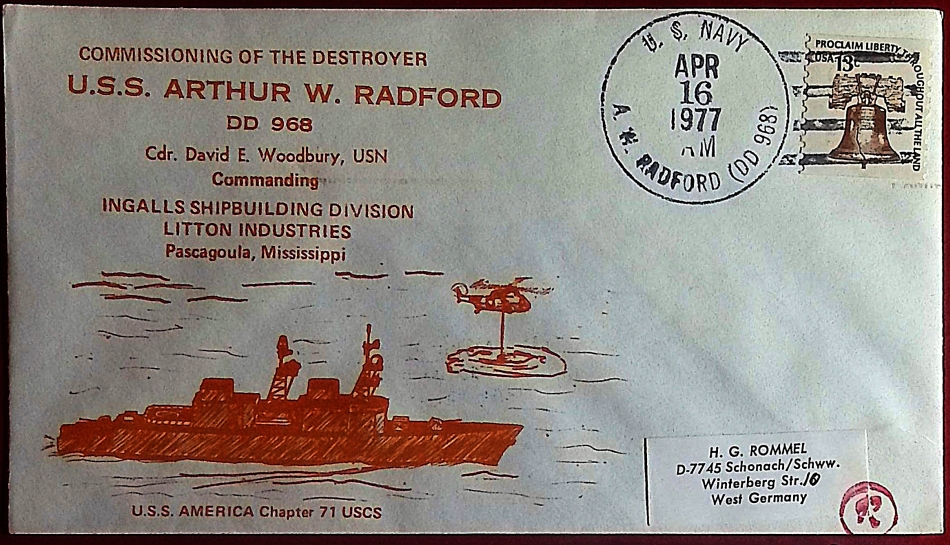 COMMISSIONING OF THE DESTROYER
U.S.S. ARTHUR W. RADFORD
DD 968
Cdr. David E. Woodbury, USN
Commanding
INGALLS SHIPBUILDING DIVISION
LITTON INDUSTRIES
Pascagoula, Mississippi
U.S.S. AMERICA Chapter 71 USCS
U. S. NAVY
APR
16
1977
AM
A. W. RADFORD (DD 968)
PROCLAIM LIBERTY THROUGHOUT ALL THE LAND
USA 13c
H. G. ROMMEL
D-7745 Schonach/Schww.
Winterberg Str./0
West Germany